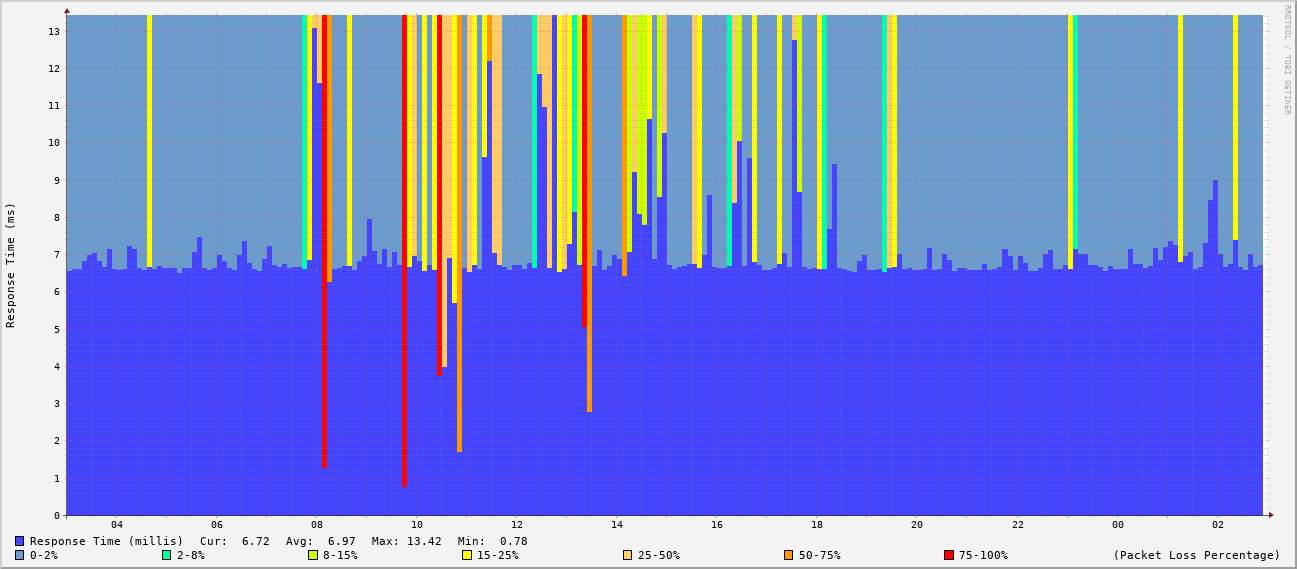 RRDTOOL / TOBI OETIKER
Response Time (ms)
13
12
11
10
9
8
7
6
5
4
3
2
1
0
04 06 08 10 12 14 16 18 20 22 00 02
Response Time (millis) Cur: 6.72 Avg: 6.97 Max: 13.42 Min: 0.78
0-2% 2-8% 8-15% 15-25% 25-50% 50-75% 75-100% (Packet Loss Percentage)